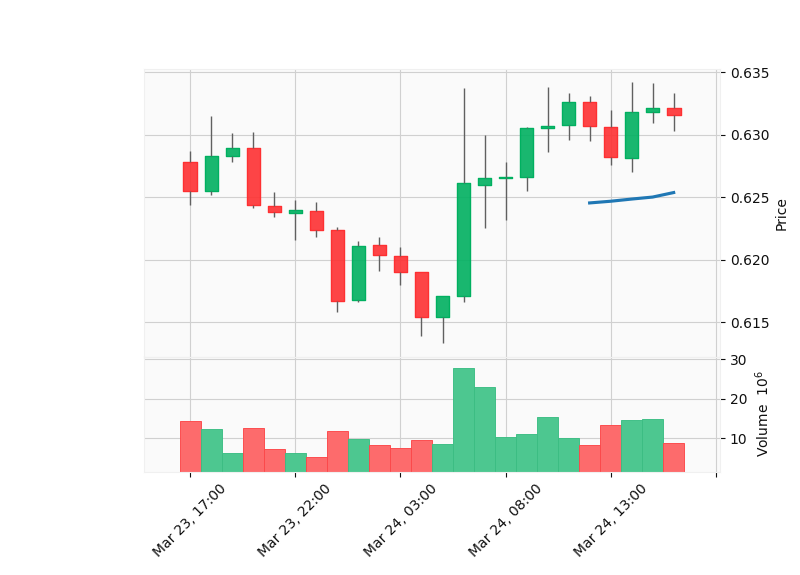 0.635
0.630
0.625
0.620
0.615
Price
30
20
10
Volume 10^6
Mar 23, 17:00
Mar 23, 22:00
Mar 24, 03:00
Mar 24, 08:00
Mar 24, 13:00